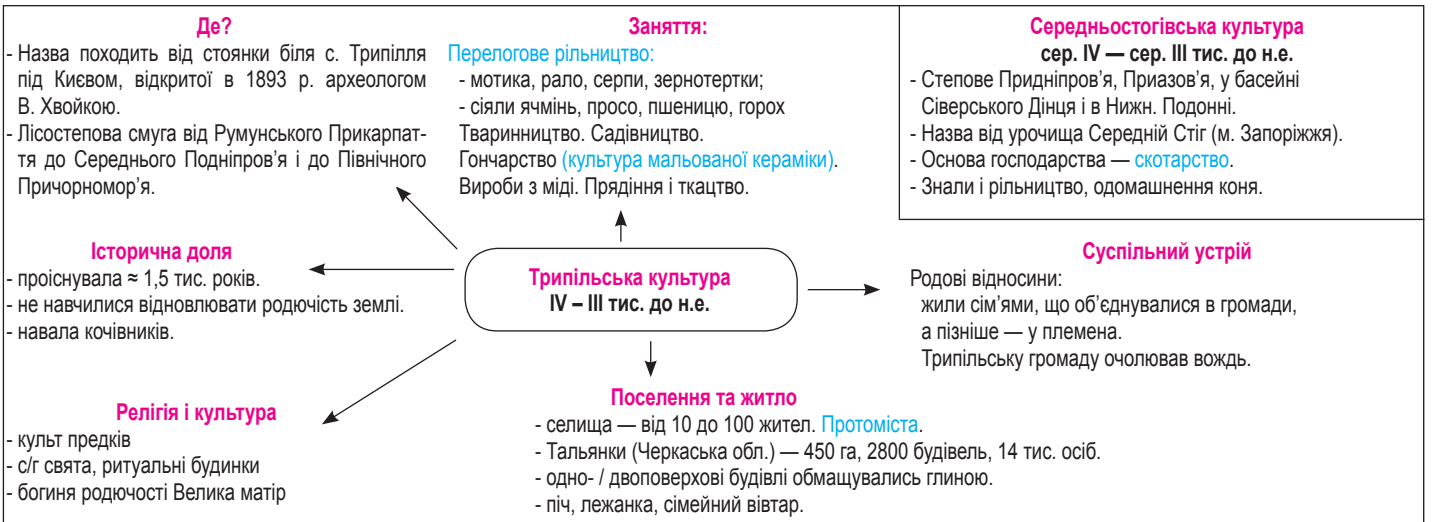 Де?
- Назва походить від стоянки біля с. Трипілля
під Києвом, відкритої в 1893 р. археологом
В. Хвойкою.
- Лісостепова смуга від Румунського Прикарпат-
тя до Середнього Подніпров’я і до Північного
Причорномор’я.
Заняття:
Перелогове рільництво:
- мотика, рало, серпи, зернотертки;
- сіяли ячмінь, просо, пшеницю, горох
Тваринництво. Садівництво.
Гончарство (культура мальованої кераміки).
Вироби з міді. Прядіння і ткацтво.
Середньостогівська культура
сер. IV — сер. III тис. до н.е.
- Степове Придніпров’я, Приазов’я, у басейні
Сіверського Дінця і в Нижн. Подонні.
- Назва від урочища Середній Стіг (м. Запоріжжя).
- Основа господарства — скотарство.
- Знали і рільництво, одомашнення коня.
Історична доля
- проіснувала ≈ 1,5 тис. років.
- не навчилися відновлювати родючість землі.
- навала кочівників.
Трипільська культура
IV – III тис. до н.е.
Суспільний устрій
Родові відносини:
жили сім’ями, що об’єднувалися в громади,
а пізніше — у племена.
Трипільську громаду очолював вождь.
Релігія і культура
- культ предків
- с/г свята, ритуальні будинки
- богиня родючості Велика матір
Поселення та житло
- селища — від 10 до 100 жител. Протоміста.
- Тальянки (Черкаська обл.) — 450 га, 2800 будівель, 14 тис. осіб.
- одно- / двоповерхові будівлі обмащувались глиною.
- піч, лежанка, сімейний вівтар.